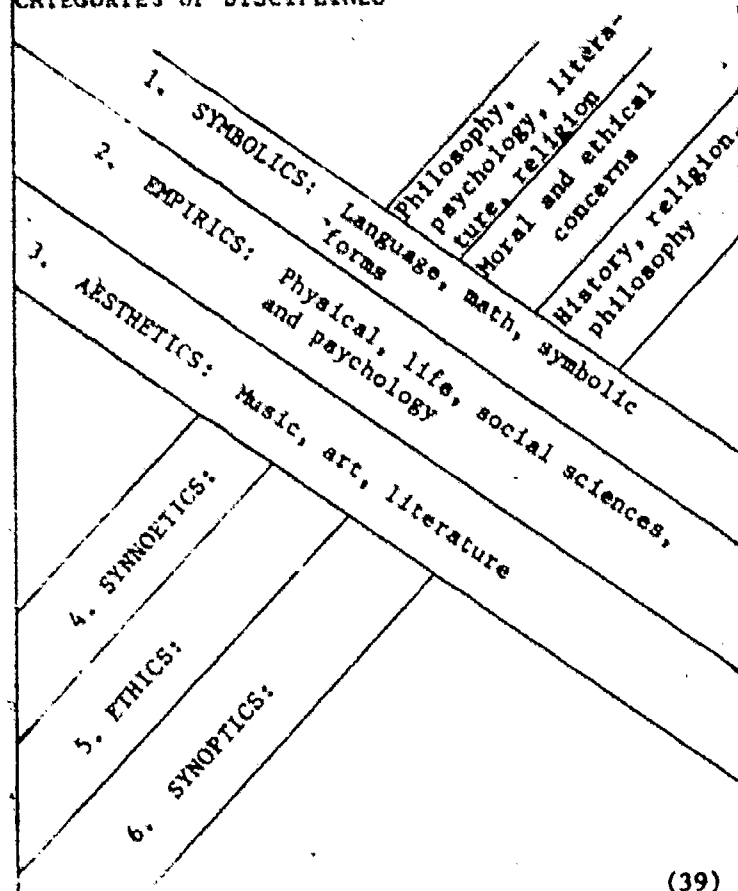 CATEGORIES OF DISCIPLINES
1. SYMBOLICS: Language, math, symbolic
forms
2. EMPIRICS: Physical, life, social sciences,
and psychology
3. AESTHETICS: Music, art, literature
4. SYNNOETICS:
Philosophy,
psychology, litera-
ture, religion
5. ETHICS:
Moral and ethical
concerns
6. SYNOPTICS:
History, religion,
philosophy
(39)